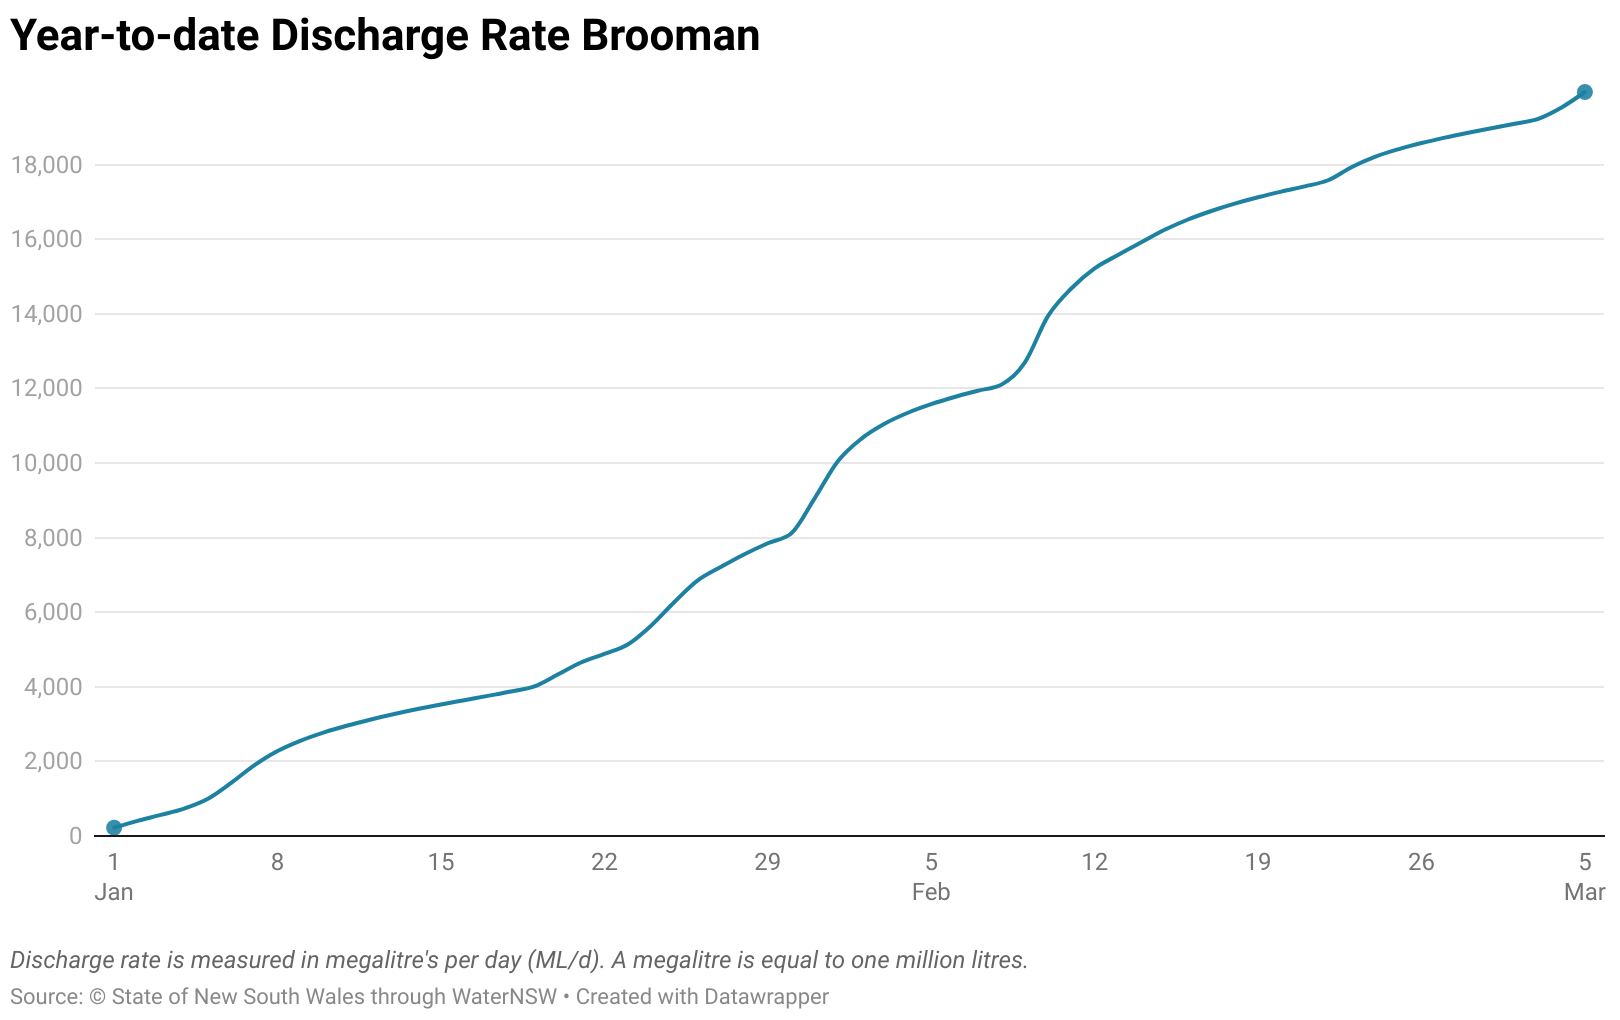 Year-to-date Discharge Rate Brooman
18,000
16,000
14,000
12,000
10,000
8,000
6,000
4,000
2,000
0
1 8 15 22 29 5 12 19 26 5
Jan Feb Mar
Discharge rate is measured in megalitre's per day (ML/d). A megalitre is equal to one million litres.
Source: © State of New South Wales through WaterNSW • Created with Datawrapper